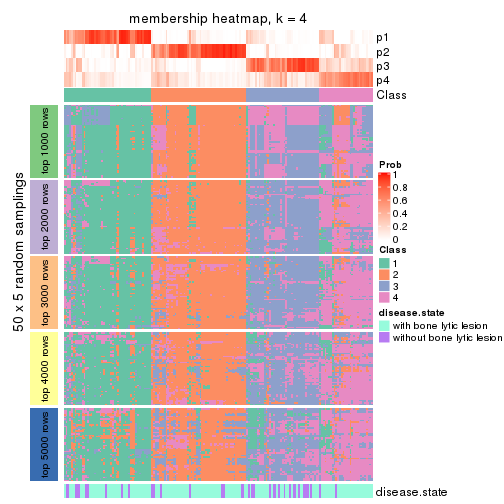 membership heatmap, k = 4
p1
p2
p3
p4
Class
50 x 5 random samplings
top 1000 rows
top 2000 rows
top 3000 rows
top 4000 rows
top 5000 rows
Prob
1
0.8
0.6
0.4
0.2
0
Class
1
2
3
4
disease.state
with bone lytic lesion
without bone lytic lesion
disease.state